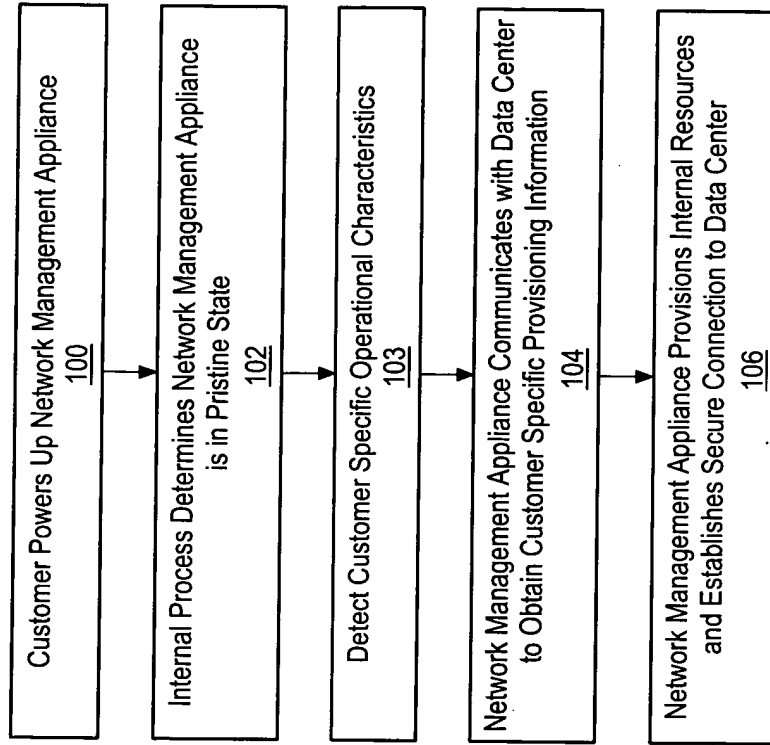 Customer Powers Up Network Management Appliance
100
Internal Process Determines Network Management Appliance
is in Pristine State
102
Detect Customer Specific Operational Characteristics
103
Network Management Appliance Communicates with Data Center
to Obtain Customer Specific Provisioning Information
104
Network Management Appliance Provisions Internal Resources
and Establishes Secure Connection to Data Center
106